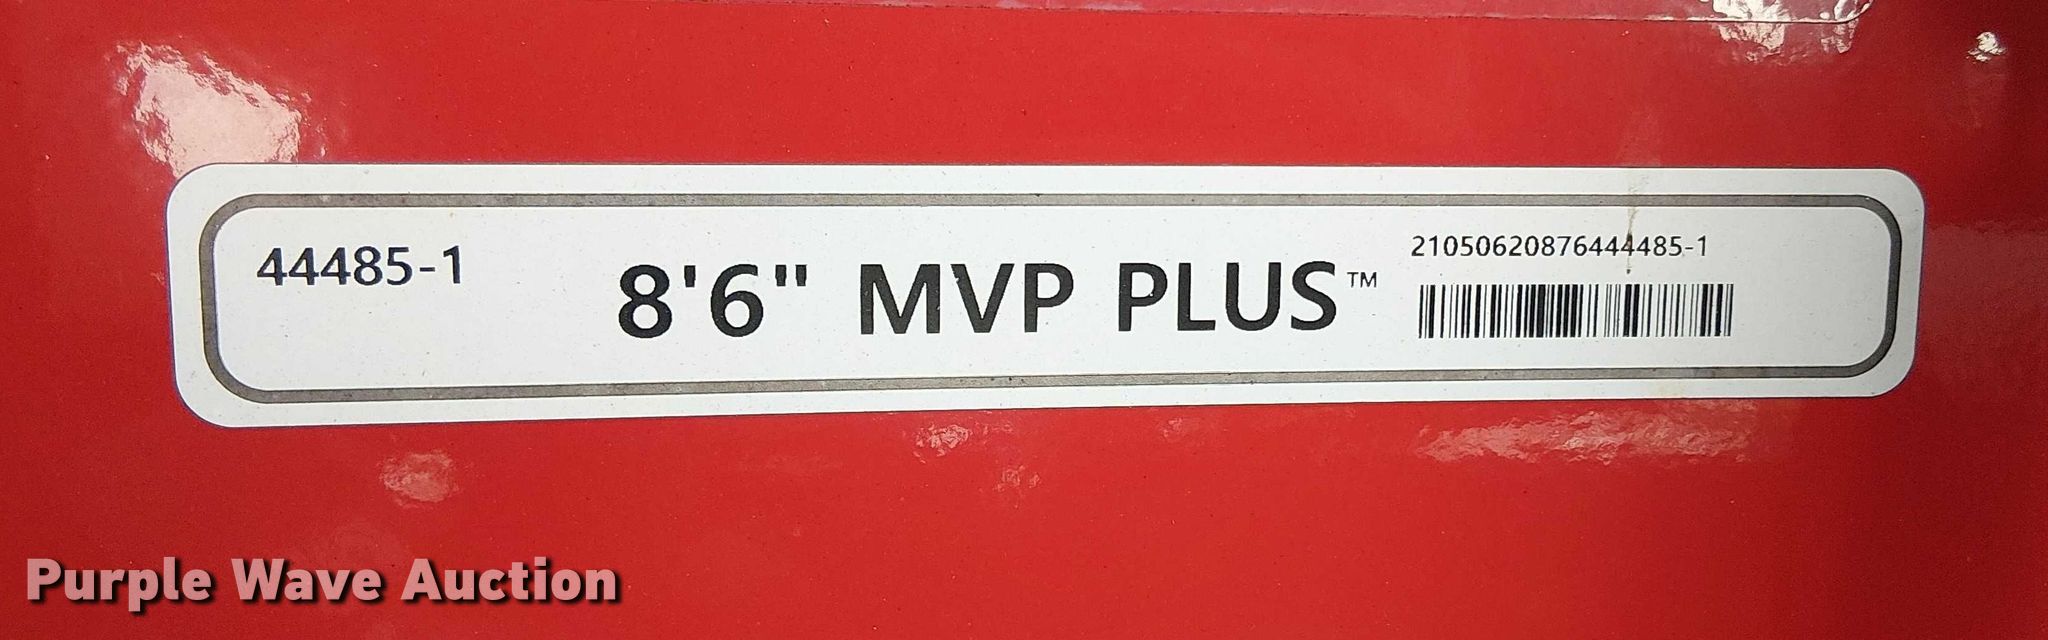 44485-1
8'6" MVP PLUS™
21050620876444485-1
Purple Wave Auction